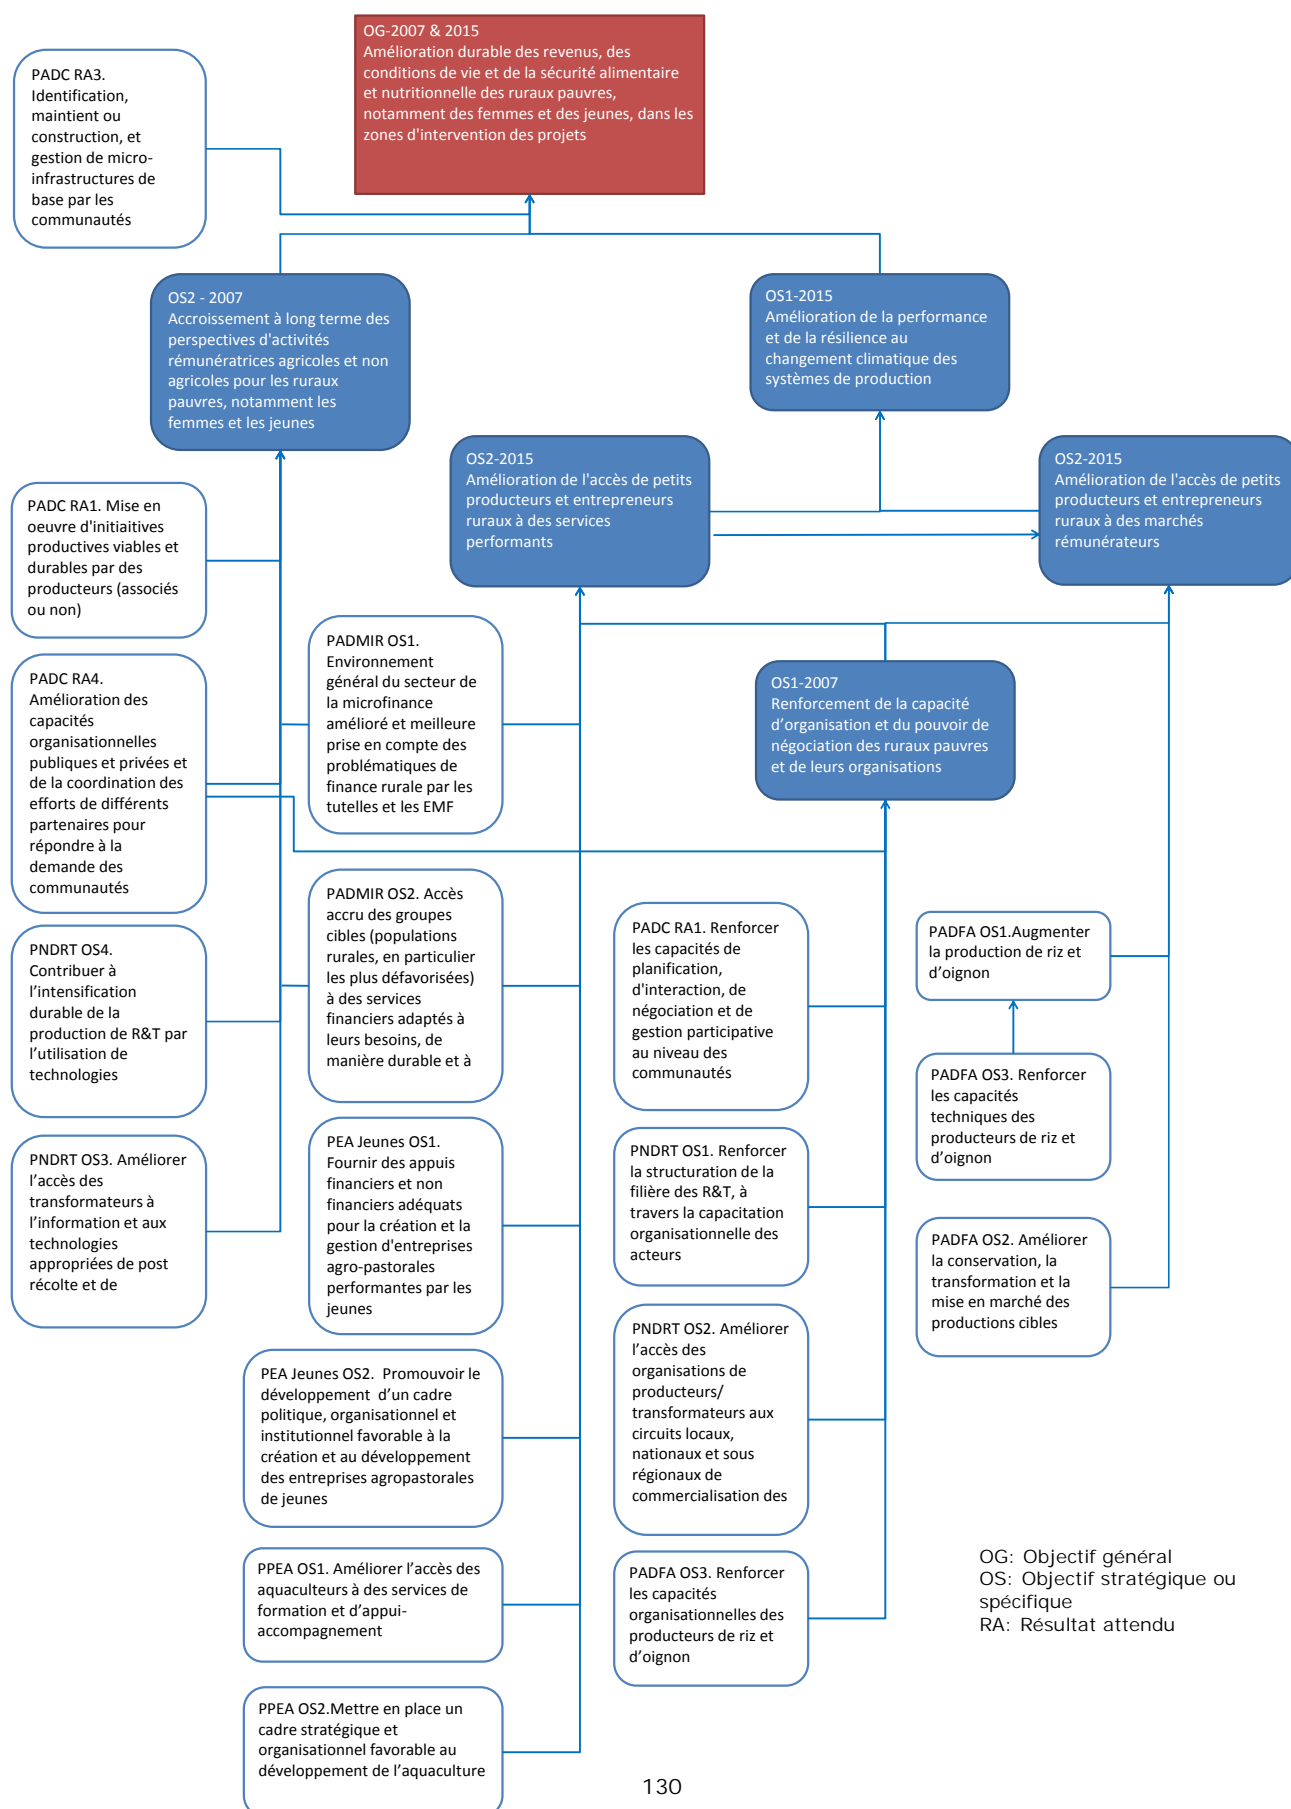 OG-2007 & 2015
Amélioration durable des revenus, des
conditions de vie et de la sécurité alimentaire
et nutritionnelle des ruraux pauvres,
notamment des femmes et des jeunes, dans les
zones d'intervention des projets
PADC RA3.
Identification,
maintient ou
construction, et
gestion de micro-
infrastructures de
base par les
communautés
OS2 - 2007
Accroissement à long terme des
perspectives d'activités
rémunératrices agricoles et non
agricoles pour les ruraux
pauvres, notamment les
femmes et les jeunes
OS1-2015
Amélioration de la performance
et de la résilience au
changement climatique des
systèmes de production
OS2-2015
Amélioration de l'accès de petits
producteurs et entrepreneurs
ruraux à des services
performants
OS2-2015
Amélioration de l'accès de petits
producteurs et entrepreneurs
ruraux à des marchés
rémunérateurs
PADC RA1. Mise en
oeuvre d'initiaitives
productives viables et
durables par des
producteurs (associés
ou non)
PADMIR OS1.
Environnement
général du secteur de
la microfinance
amélioré et meilleure
prise en compte des
problématiques de
finance rurale par les
tutelles et les EMF
PADC RA4.
Amélioration des
capacités
organisationnelles
publiques et privées et
de la coordination des
efforts de différents
partenaires pour
répondre à la
demande des
communautés
OS1-2007
Renforcement de la capacité
d’organisation et du pouvoir de
négociation des ruraux pauvres
et de leurs organisations
PADMIR OS2. Accès
accru des groupes
cibles (populations
rurales, en particulier
les plus défavorisées)
à des services
financiers adaptés à
leurs besoins, de
manière durable et à
PADC RA1. Renforcer
les capacités de
planification,
d'interaction, de
négociation et de
gestion participative
au niveau des
communautés
PADFA OS1.Augmenter
la production de riz et
d’oignon
PNDRT OS4.
Contribuer à
l’intensification
durable de la
production de R&T par
l’utilisation de
technologies
PADFA OS3. Renforcer
les capacités
techniques des
producteurs de riz et
d’oignon
PEA Jeunes OS1.
Fournir des appuis
financiers et non
financiers adéquats
pour la création et la
gestion d'entreprises
agro-pastorales
performantes par les
jeunes
PNDRT OS1. Renforcer
la structuration de la
filière des R&T, à
travers la capacitation
organisationnelle des
acteurs
PNDRT OS3. Améliorer
l’accès des
transformateurs à
l’information et aux
technologies
appropriées de post
récolte et de
PADFA OS2. Améliorer
la conservation, la
transformation et la
mise en marché des
productions cibles
PNDRT OS2. Améliorer
l’accès des
organisations de
producteurs/
transformateurs aux
circuits locaux,
nationaux et sous
régionaux de
commercialisation des
PEA Jeunes OS2.  Promouvoir le
développement  d’un cadre
politique, organisationnel et
institutionnel favorable à la
création et au développement
des entreprises agropastorales
de jeunes
PPEA OS1. Améliorer l’accès des
aquaculteurs à des services de
formation et d’appui-
accompagnement
PADFA OS3. Renforcer
les capacités
organisationnelles des
producteurs de riz et
d’oignon
OG: Objectif général
OS: Objectif stratégique ou
spécifique
RA: Résultat attendu
PPEA OS2.Mettre en place un
cadre stratégique et
organisationnel favorable au
développement de l’aquaculture
130